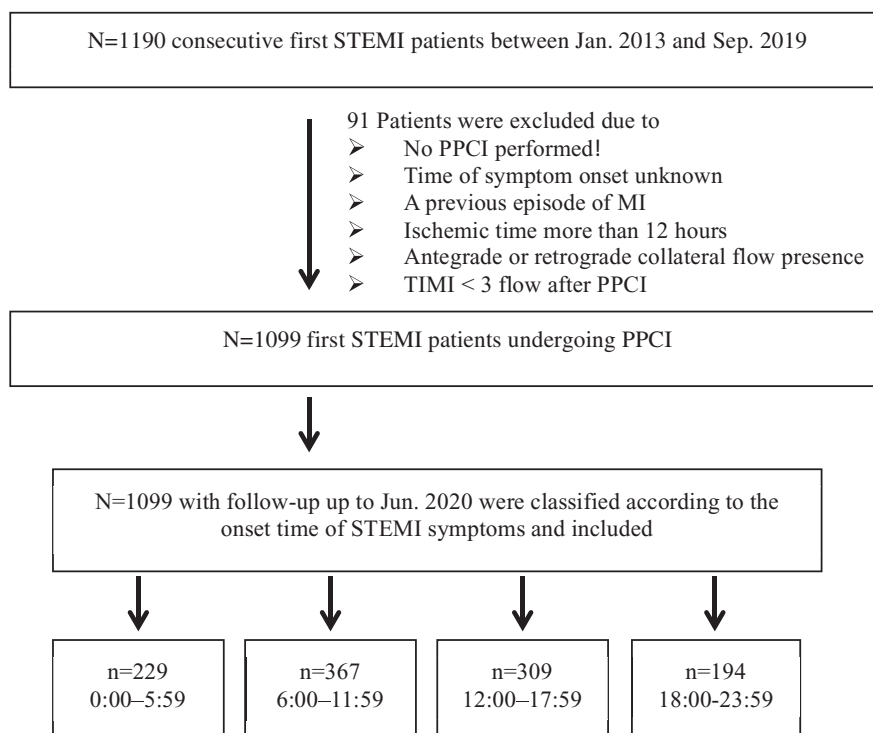 N=1190 consecutive first STEMI patients between Jan. 2013 and Sep. 2019
91 Patients were excluded due to
➢ No PPCI performed!
➢ Time of symptom onset unknown
➢ A previous episode of MI
➢ Ischemic time more than 12 hours
➢ Antegrade or retrograde collateral flow presence
➢ TIMI < 3 flow after PPCI
N=1099 first STEMI patients undergoing PPCI
N=1099 with follow-up up to Jun. 2020 were classified according to the
onset time of STEMI symptoms and included
n=229
0:00–5:59
n=367
6:00–11:59
n=309
12:00–17:59
n=194
18:00-23:59